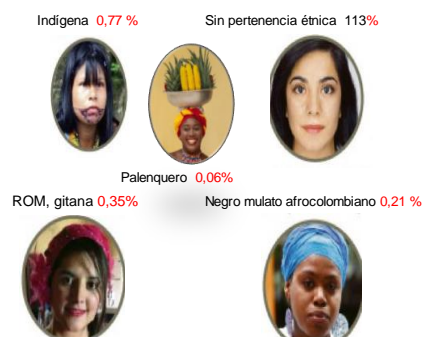 Indígena 0,77 %
Sin pertenencia étnica 113%
Palenquero 0,06%
ROM, gitana 0,35%
Negro mulato afrocolombiano 0,21 %